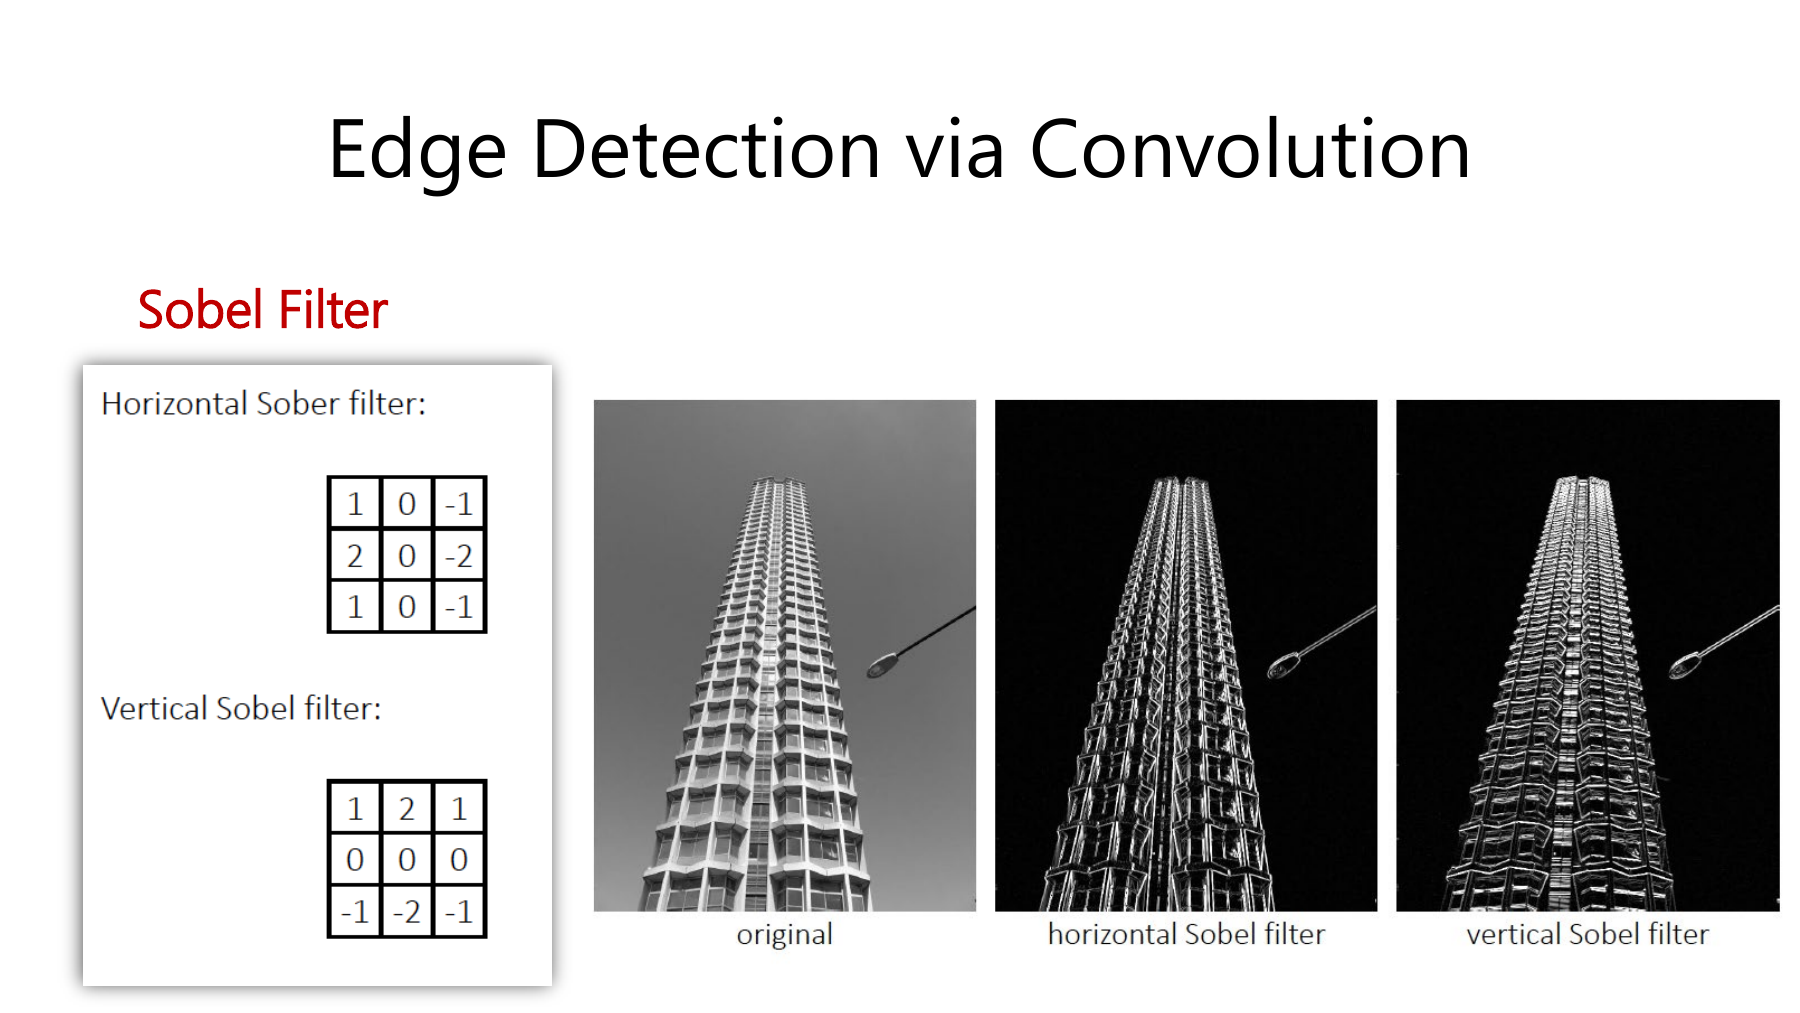 Edge Detection via Convolution
Sobel Filter
Horizontal Sober filter:
1 0 -1
2 0 -2
1 0 -1
Vertical Sobel filter:
1 2 1
0 0 0
-1 -2 -1
original
horizontal Sobel filter
vertical Sobel filter